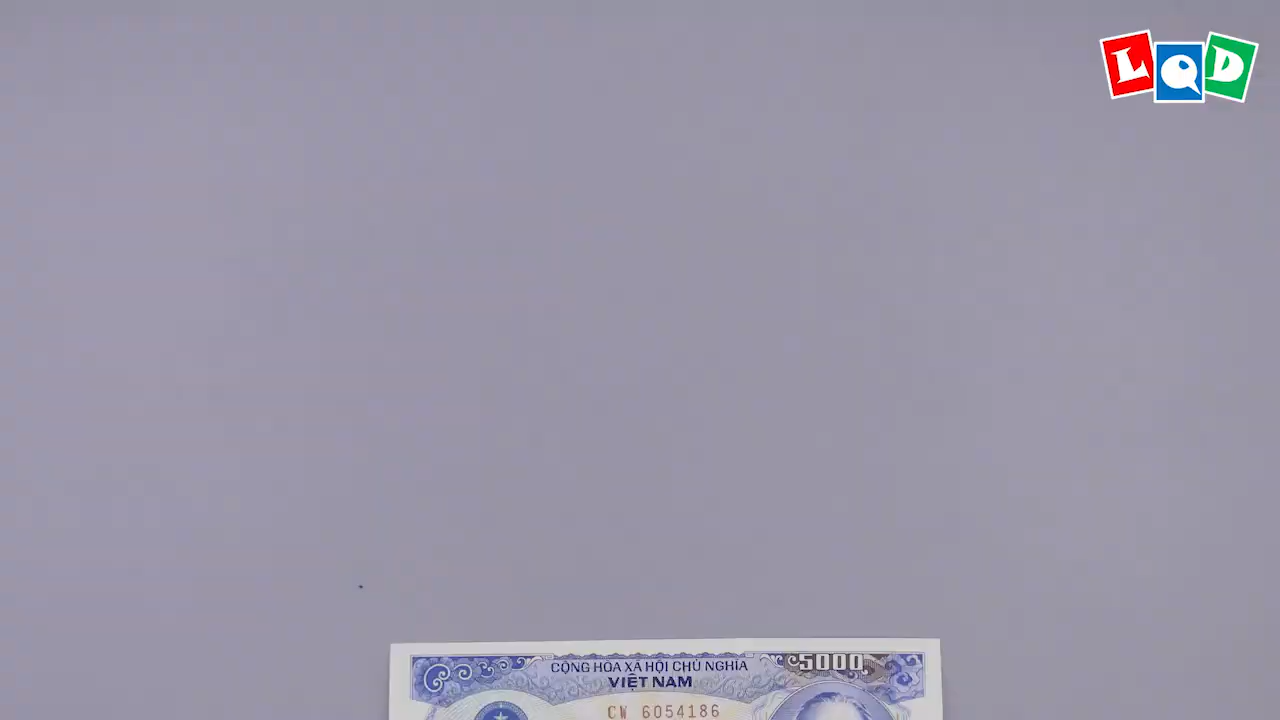 LQD
CỘNG HÒA XÃ HỘI CHỦ NGHĨA
5000
VIỆT NAM
CW 6054186